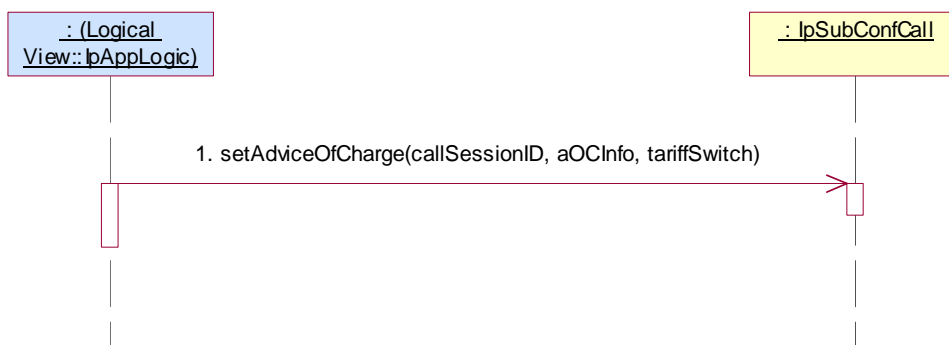 : (Logical
View::IpAppLogic)
: IpSubConfCall
1. setAdviceOfCharge(callSessionID, aOCInfo, tariffSwitch)